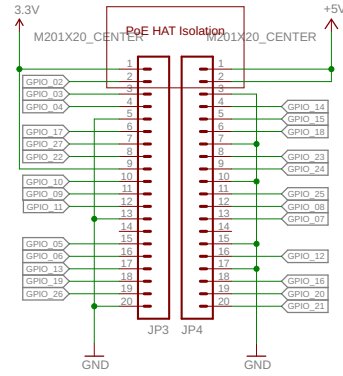 3.3V
+5V
PoE HAT Isolation
M201X20_CENTER
M201X20_CENTER
1
2
3
4
5
6
7
8
9
10
11
12
13
14
15
16
17
18
19
20
1
2
3
4
5
6
7
8
9
10
11
12
13
14
15
16
17
18
19
20
GPIO_02
GPIO_03
GPIO_04
GPIO_17
GPIO_27
GPIO_22
GPIO_10
GPIO_09
GPIO_11
GPIO_05
GPIO_06
GPIO_13
GPIO_19
GPIO_26
GPIO_14
GPIO_15
GPIO_18
GPIO_23
GPIO_24
GPIO_25
GPIO_08
GPIO_07
GPIO_12
GPIO_16
GPIO_20
GPIO_21
JP3
JP4
GND
GND